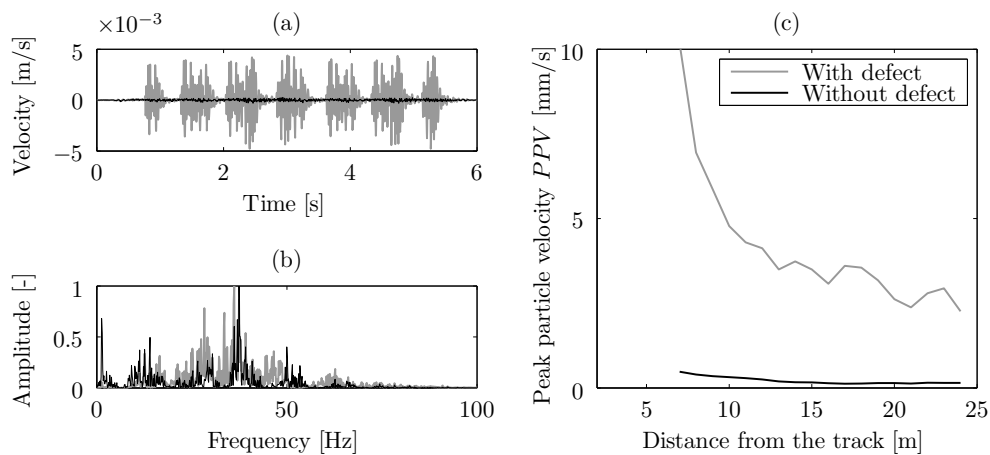 (a)
×10−3
Velocity [m/s]
5
0
−5
0 2 4 6
Time [s]
(b)
Amplitude [-]
1
0.5
0
0 50 100
Frequency [Hz]
(c)
Peak particle velocity PPV [mm/s]
10
5
0
With defect
Without defect
5 10 15 20 25
Distance from the track [m]